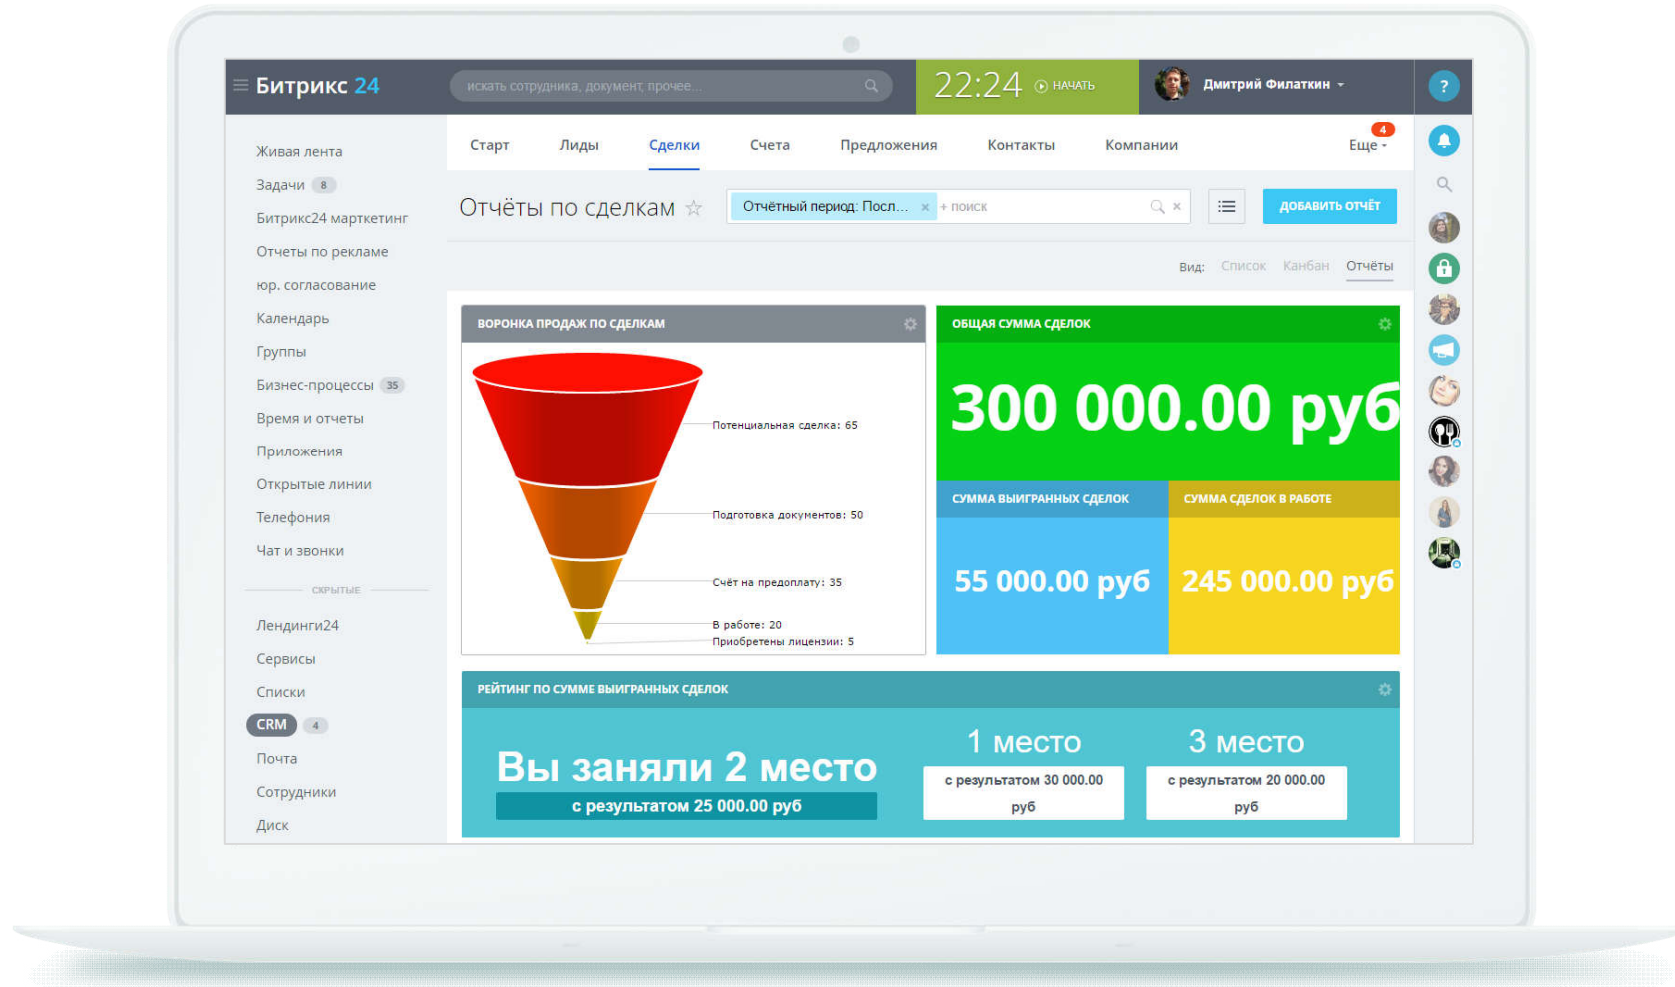 Битрикс 24
искать сотрудника, документ, прочее...
22:24 НАЧАТЬ
Дмитрий Филаткин
?
Живая лента
Задачи 8
Битрикс24 марткетинг
Отчеты по рекламе
юр. согласование
Календарь
Группы
Бизнес-процессы 35
Время и отчеты
Приложения
Открытые линии
Телефония
Чат и звонки
СКРЫТЫЕ
Лендинги24
Сервисы
Списки
CRM 4
Почта
Сотрудники
Диск
Старт Лиды Сделки Счета Предложения Контакты Компании Еще 4
Отчёты по сделкам
Отчётный период: Посл... × + поиск ×
ДОБАВИТЬ ОТЧЁТ
Вид: Список Канбан Отчёты
ВОРОНКА ПРОДАЖ ПО СДЕЛКАМ
Потенциальная сделка: 65
Подготовка документов: 50
Счёт на предоплату: 35
В работе: 20
Приобретены лицензии: 5
ОБЩАЯ СУММА СДЕЛОК
300 000.00 руб
СУММА ВЫИГРАННЫХ СДЕЛОК
55 000.00 руб
СУММА СДЕЛОК В РАБОТЕ
245 000.00 руб
РЕЙТИНГ ПО СУММЕ ВЫИГРАННЫХ СДЕЛОК
Вы заняли 2 место
с результатом 25 000.00 руб
1 место
с результатом 30 000.00
руб
3 место
с результатом 20 000.00
руб